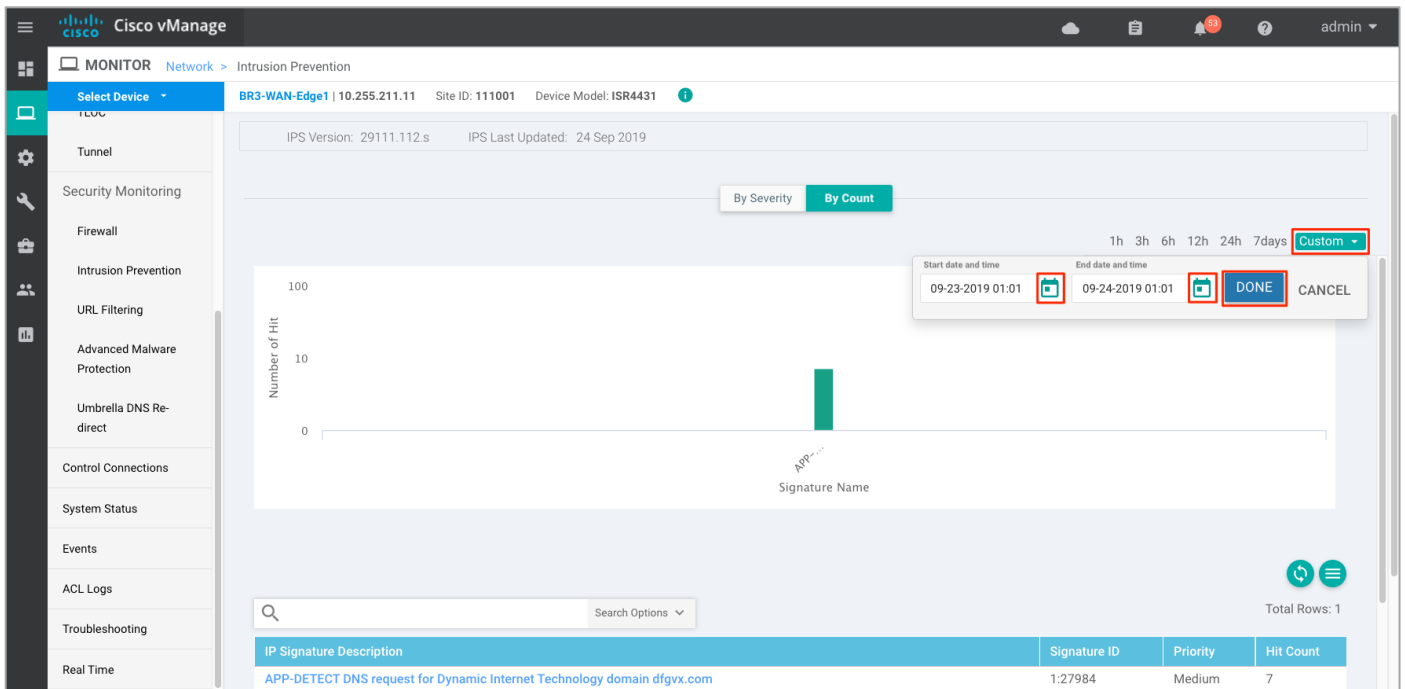 cisco Cisco vManage
53
admin
MONITOR Network > Intrusion Prevention
Select Device
BR3-WAN-Edge1 | 10.255.211.11 Site ID: 111001 Device Model: ISR4431
TLOC
Tunnel
Security Monitoring
Firewall
Intrusion Prevention
URL Filtering
Advanced Malware
Protection
Umbrella DNS Re-
direct
Control Connections
System Status
Events
ACL Logs
Troubleshooting
Real Time
IPS Version: 29111.112.s IPS Last Updated: 24 Sep 2019
By Severity By Count
1h 3h 6h 12h 24h 7days Custom
Start date and time End date and time
09-23-2019 01:01 09-24-2019 01:01 DONE CANCEL
100
10
0
Number of Hit
APP-...
Signature Name
Search Options
Total Rows: 1
IP Signature Description Signature ID Priority Hit Count
APP-DETECT DNS request for Dynamic Internet Technology domain dfgvx.com 1:27984 Medium 7